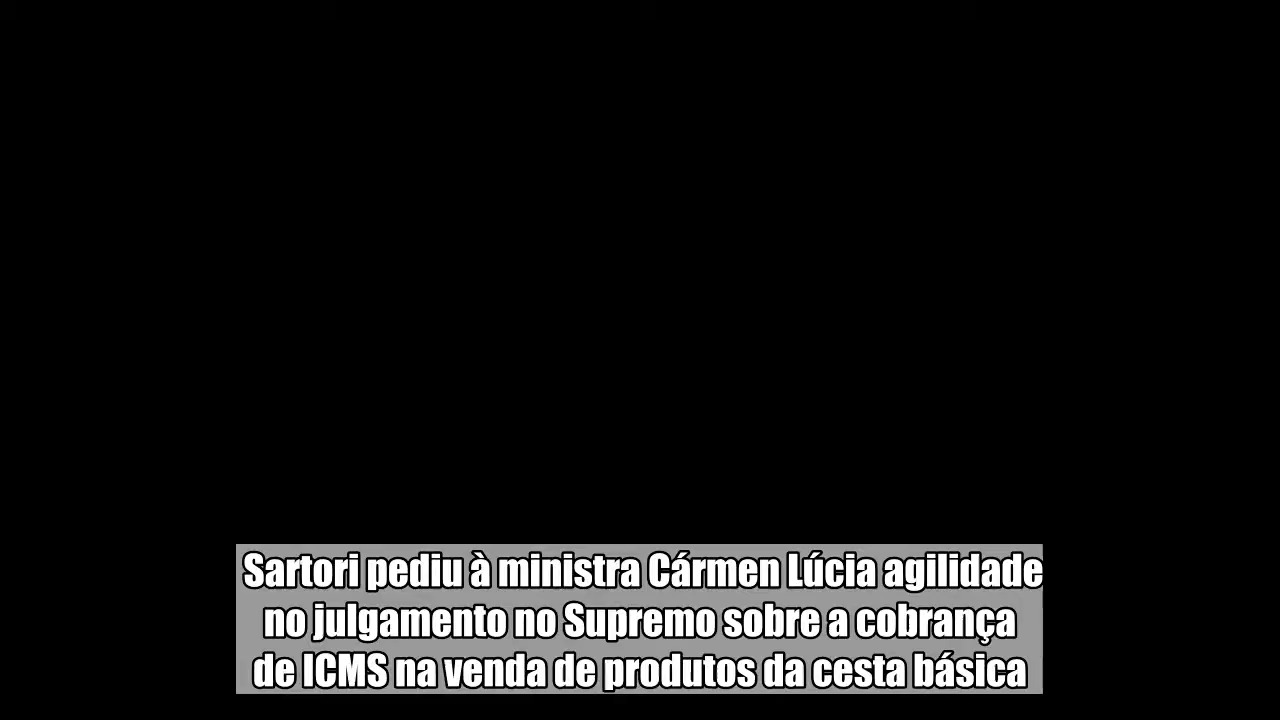 Sartori pediu à ministra Cármen Lúcia agilidade
no julgamento no Supremo sobre a cobrança
de ICMS na venda de produtos da cesta básica